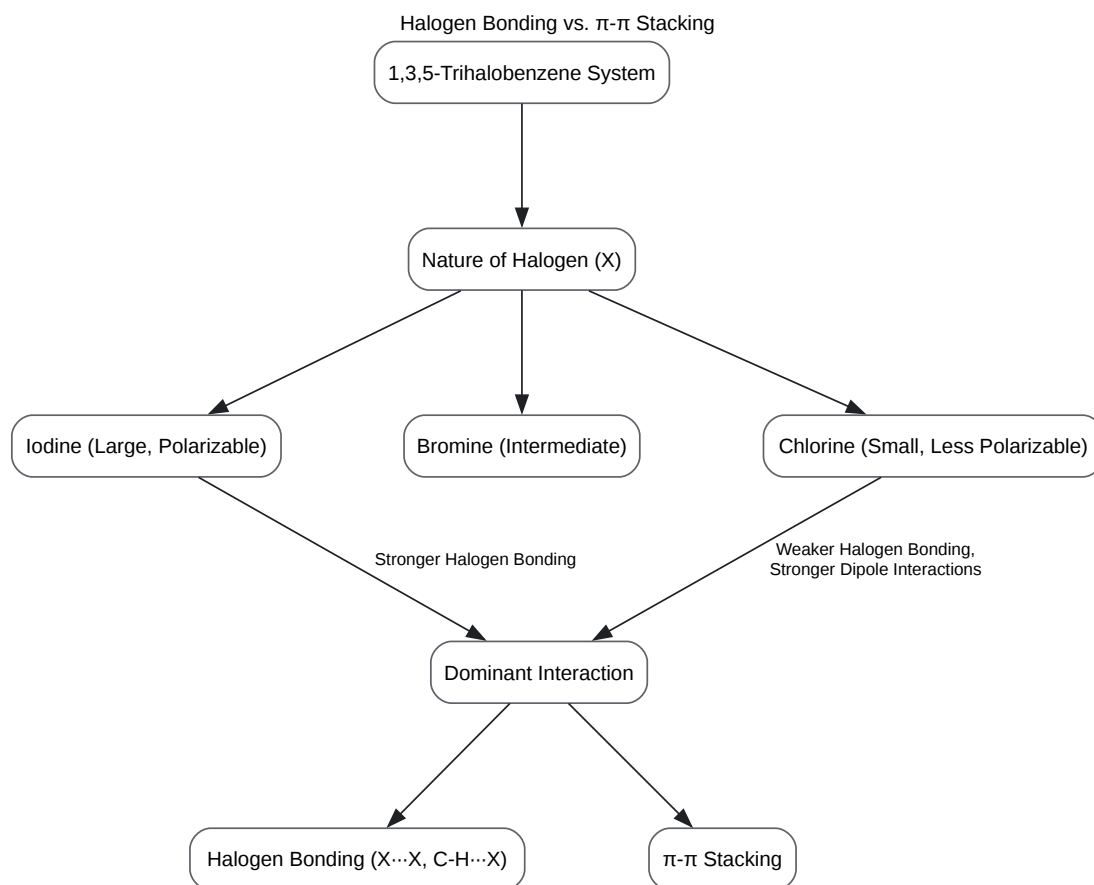 Halogen Bonding vs. π-π Stacking
1,3,5-Trihalobenzene System
Nature of Halogen (X)
Iodine (Large, Polarizable)
Bromine (Intermediate)
Chlorine (Small, Less Polarizable)
Stronger Halogen Bonding
Weaker Halogen Bonding,
Stronger Dipole Interactions
Dominant Interaction
Halogen Bonding (X···X, C-H···X)
π-π Stacking